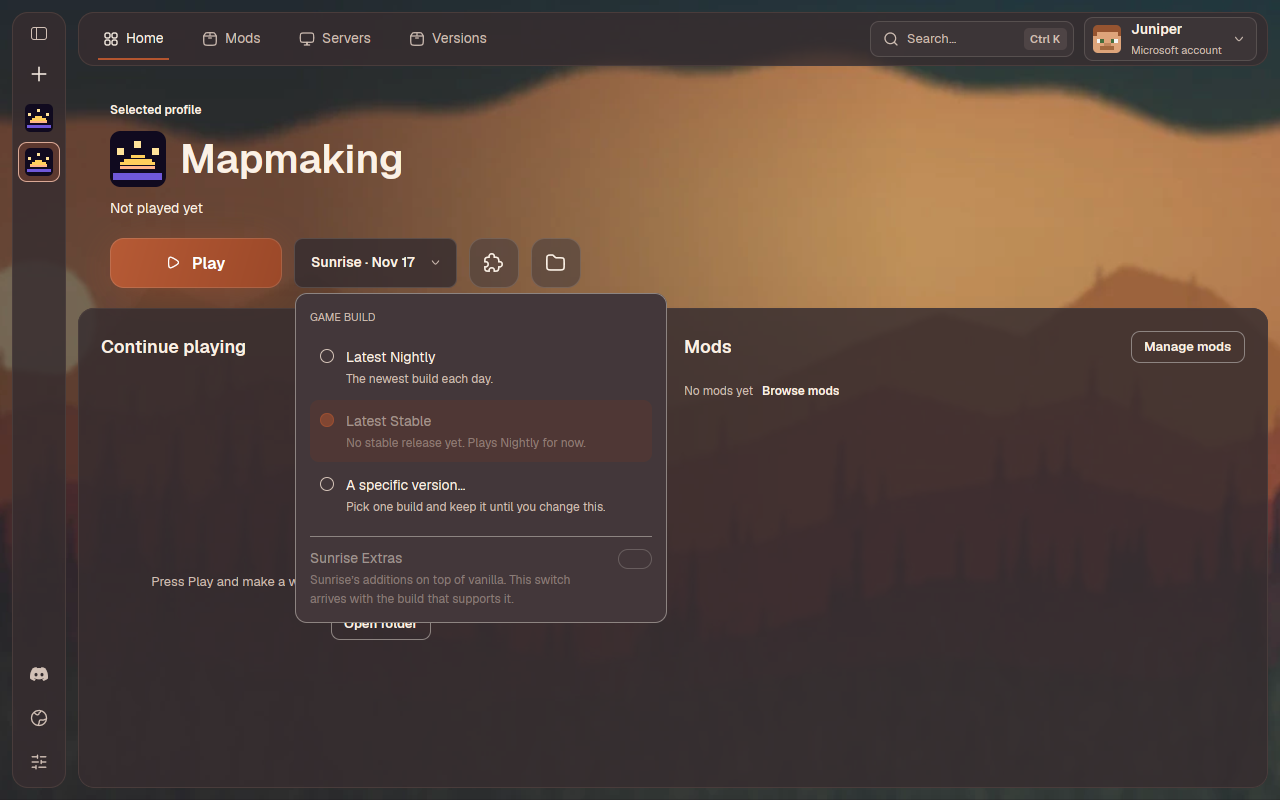 Home
Mods
Servers
Versions
Search...
Ctrl K
Juniper
Microsoft account
Selected profile
Mapmaking
Not played yet
Play
Sunrise · Nov 17
GAME BUILD
Latest Nightly
The newest build each day.
Latest Stable
No stable release yet. Plays Nightly for now.
A specific version...
Pick one build and keep it until you change this.
Sunrise Extras
Sunrise's additions on top of vanilla. This switch
arrives with the build that supports it.
Continue playing
Press Play and make a
Open folder
Mods
Manage mods
No mods yet Browse mods